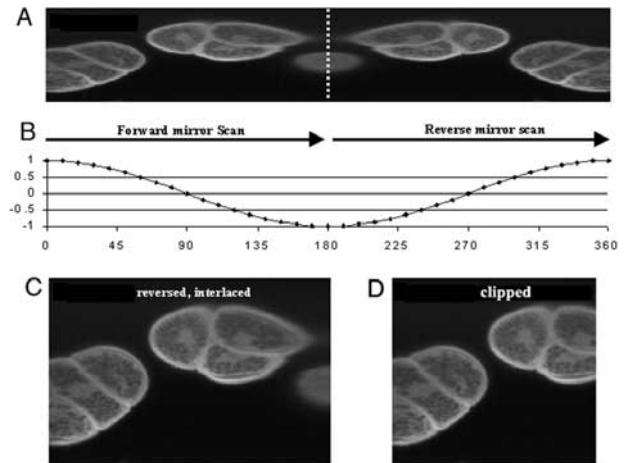 A
B
Forward mirror Scan
Reverse mirror scan
1
0.5
0
-0.5
-1
0 45 90 135 180 225 270 315 360
C
reversed, interlaced
D
clipped